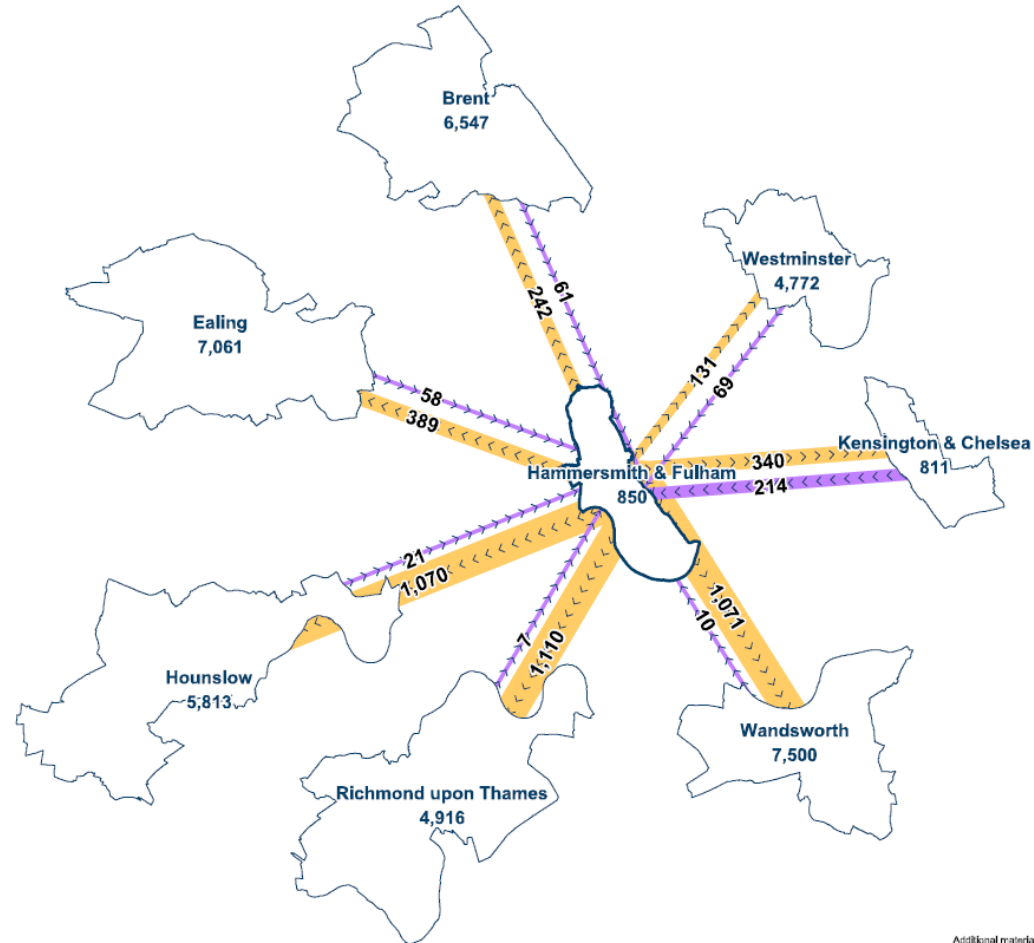 Brent
6,547
Westminster
4,772
61
242
Ealing
7,061
131
69
58
389
Kensington & Chelsea
811
340
Hammersmith & Fulham
850
214
21
1,070
1,071
10
7
1,110
Hounslow
5,813
Wandsworth
7,500
Richmond upon Thames
4,916
Additional materia